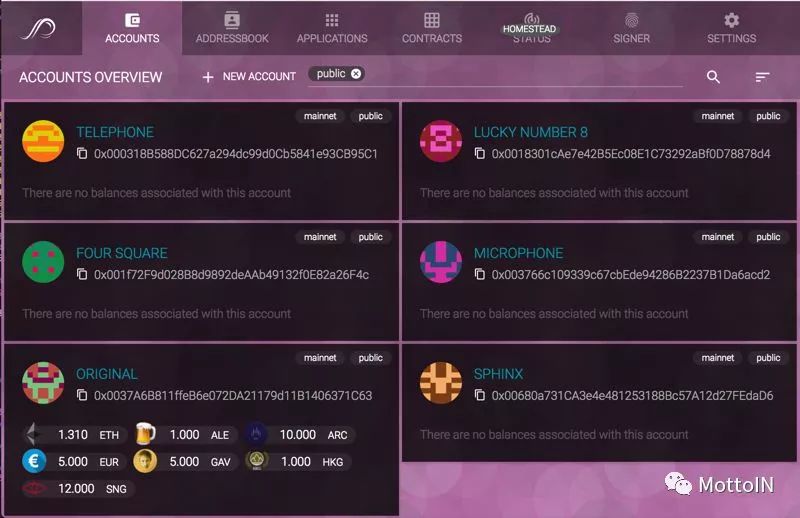 ACCOUNTS
ADDRESSBOOK
APPLICATIONS
CONTRACTS
HOMESTEAD
STATUS
SIGNER
SETTINGS
ACCOUNTS OVERVIEW
NEW ACCOUNT
public
mainnet public
TELEPHONE
0x000318B588DC627a294dc99d0Cb5841e93CB95C1
There are no balances associated with this account
mainnet public
LUCKY NUMBER 8
0x0018301cAe7e42B5Ec08E1C73292aBf0D78878d4
There are no balances associated with this account
mainnet public
FOUR SQUARE
0x001f72F9d028B8d9892deAAb49132f0E82a26F4c
There are no balances associated with this account
mainnet public
MICROPHONE
0x003766c109339c67cbEde94286B2237B1Da6acd2
There are no balances associated with this account
mainnet public
ORIGINAL
0x0037A6B811ffeB6e072DA21179d11B1406371C63
1.310 ETH
1.000 ALE
10.000 ARC
5.000 EUR
5.000 GAV
1.000 HKG
12.000 SNG
mainnet public
SPHINX
0x00680a731CA3e4e481253188Bc57A12d27FEdaD6
There are no balances associated with this account
MottoIN